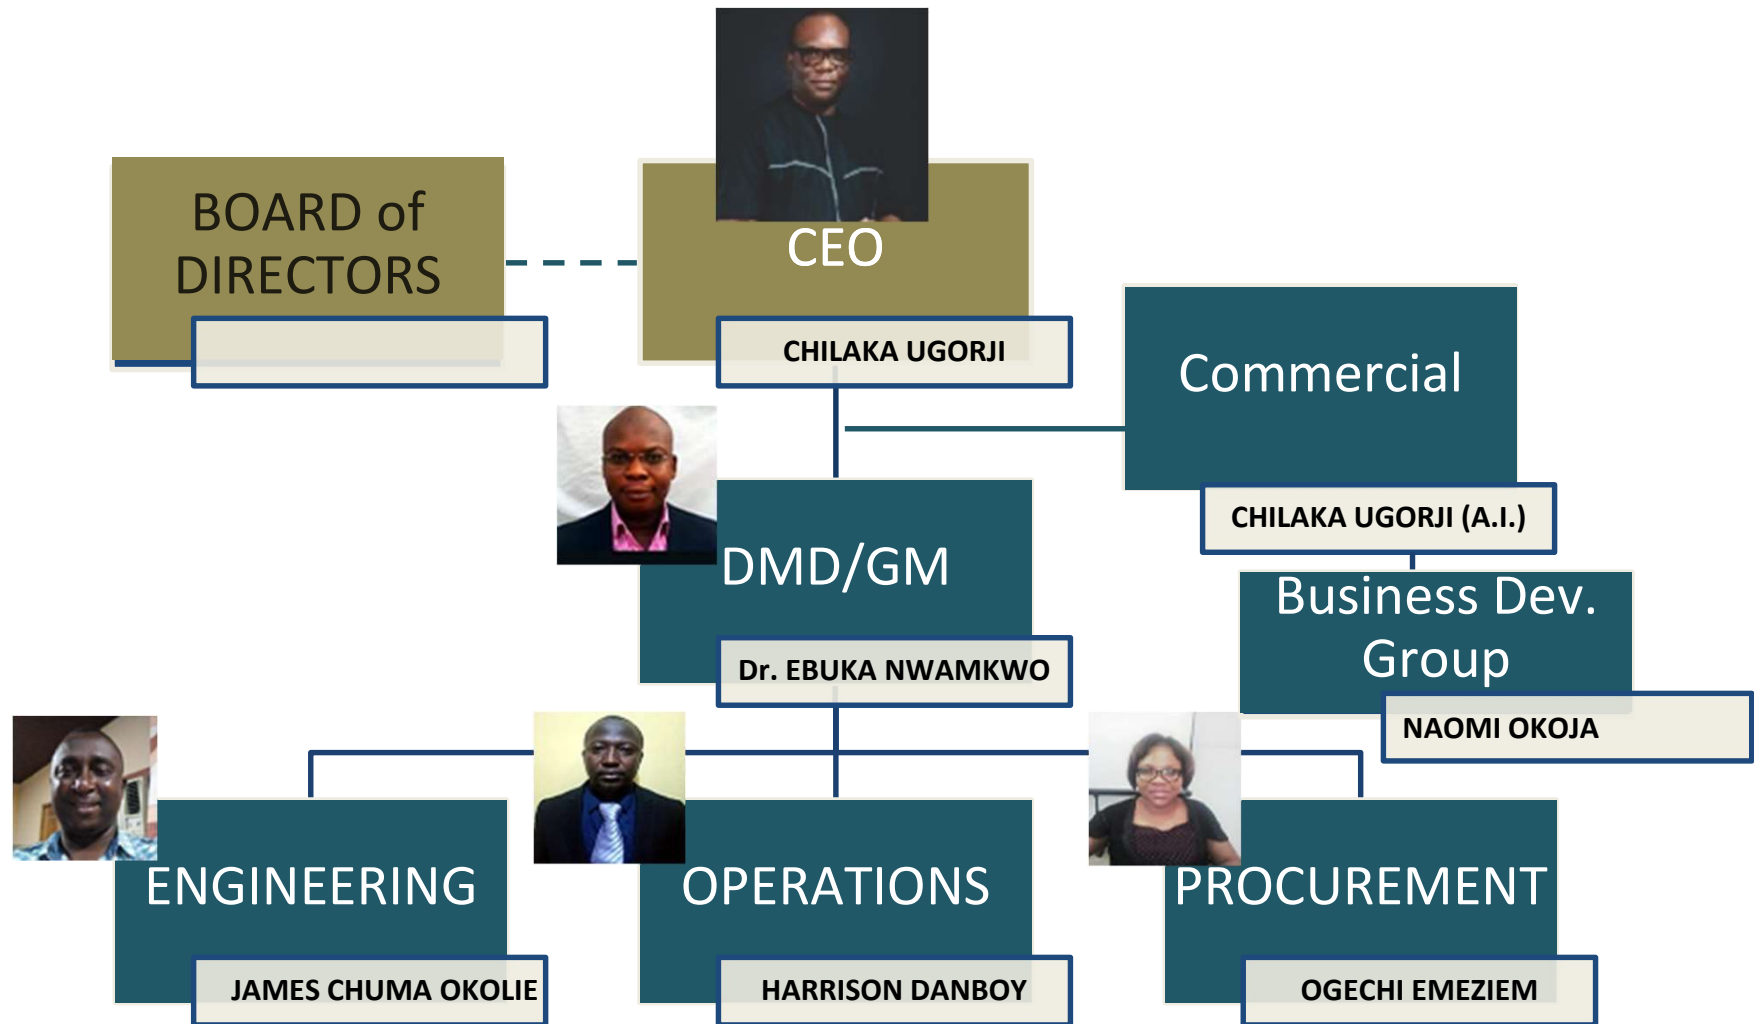 BOARD of
DIRECTORS
CEO
CHILAKA UGORJI
Commercial
CHILAKA UGORJI (A.I.)
DMD/GM
Dr. EBUKA NWAMKWO
Business Dev.
Group
NAOMI OKOJA
ENGINEERING
JAMES CHUMA OKOLIE
OPERATIONS
HARRISON DANBOY
PROCUREMENT
OGECHI EMEZIEM